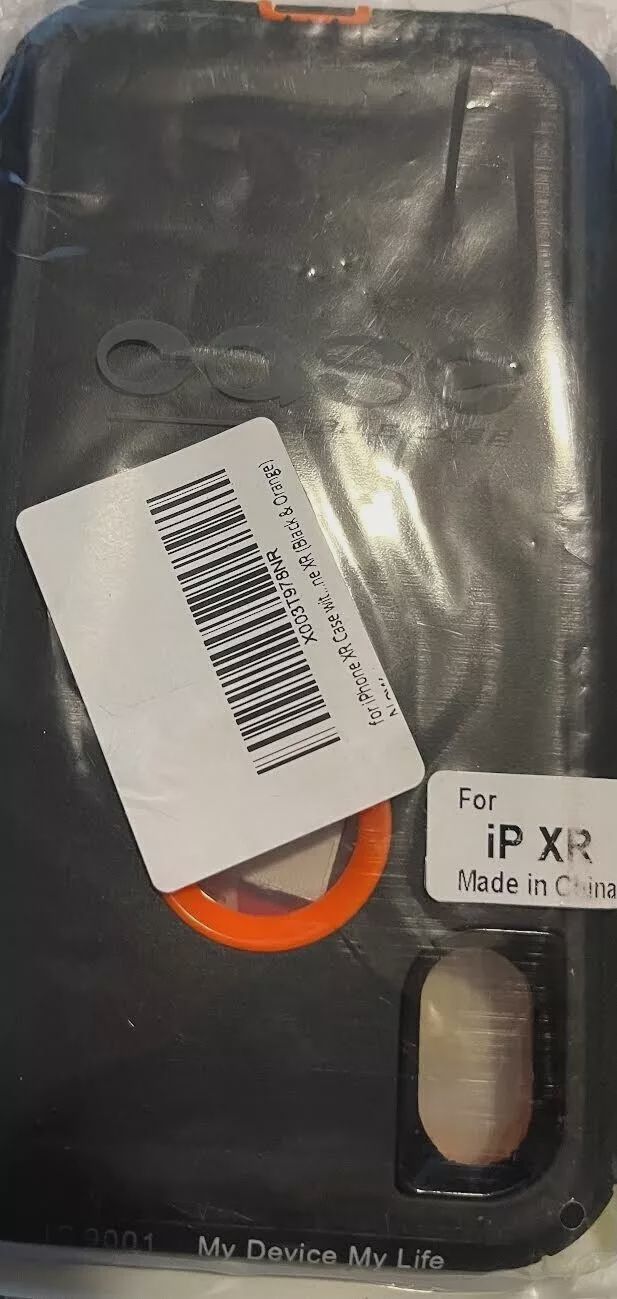 case
X003T978NR
for iPhone XR Case wit...ne XR (Black & Orange)
For
iP XR
Made in China
My Device My Life